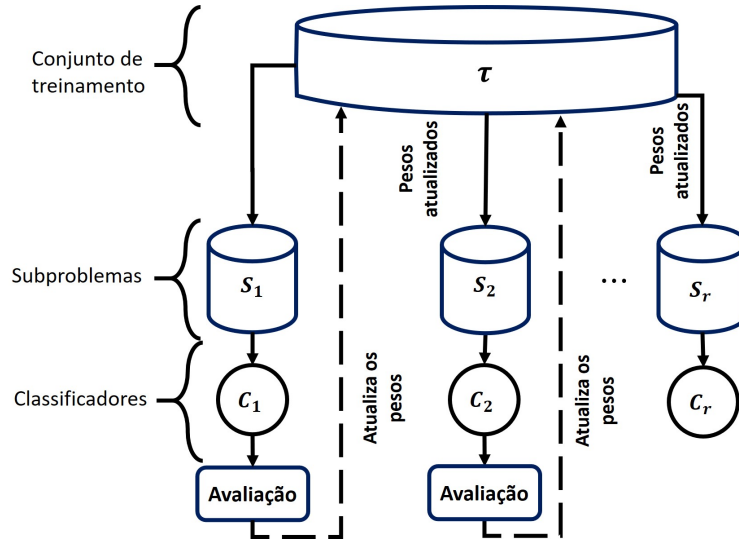 Conjunto de
treinamento
τ
Pesos
atualizados
Pesos
atualizados
Subproblemas
S₁
S₂
...
Sᵣ
Classificadores
C₁
Atualiza os
pesos
C₂
Atualiza os
pesos
Cᵣ
Avaliação
Avaliação